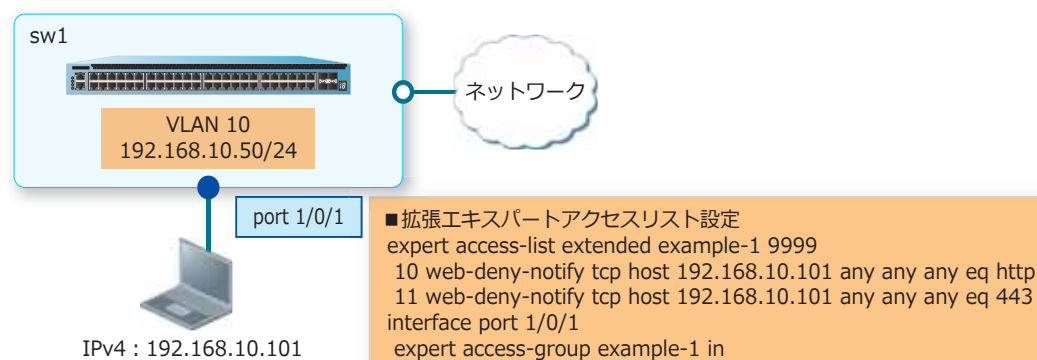 sw1
ネットワーク
VLAN 10
192.168.10.50/24
port 1/0/1
IPv4：192.168.10.101
■拡張エキスパートアクセスリスト設定
expert access-list extended example-1 9999
10 web-deny-notify tcp host 192.168.10.101 any any any eq http
11 web-deny-notify tcp host 192.168.10.101 any any any eq 443
interface port 1/0/1
expert access-group example-1 in